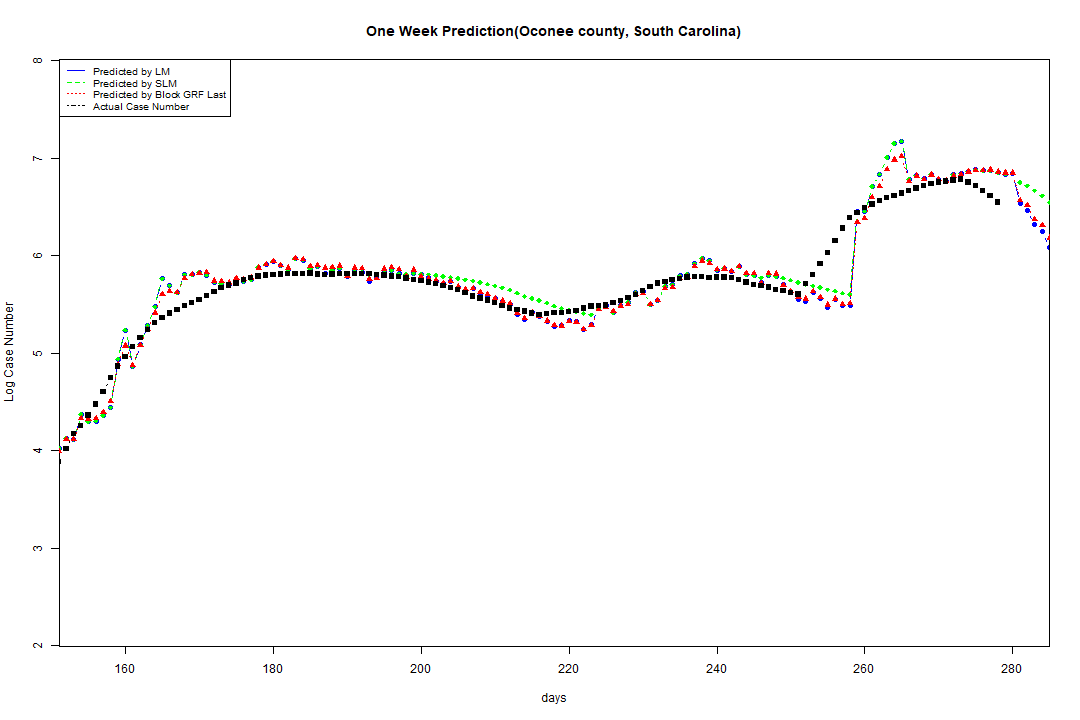 One Week Prediction(Oconee county, South Carolina)
Predicted by LM
Predicted by SLM
Predicted by Block GRF Last
Actual Case Number
8
7
6
5
4
3
2
Log Case Number
160 180 200 220 240 260 280
days